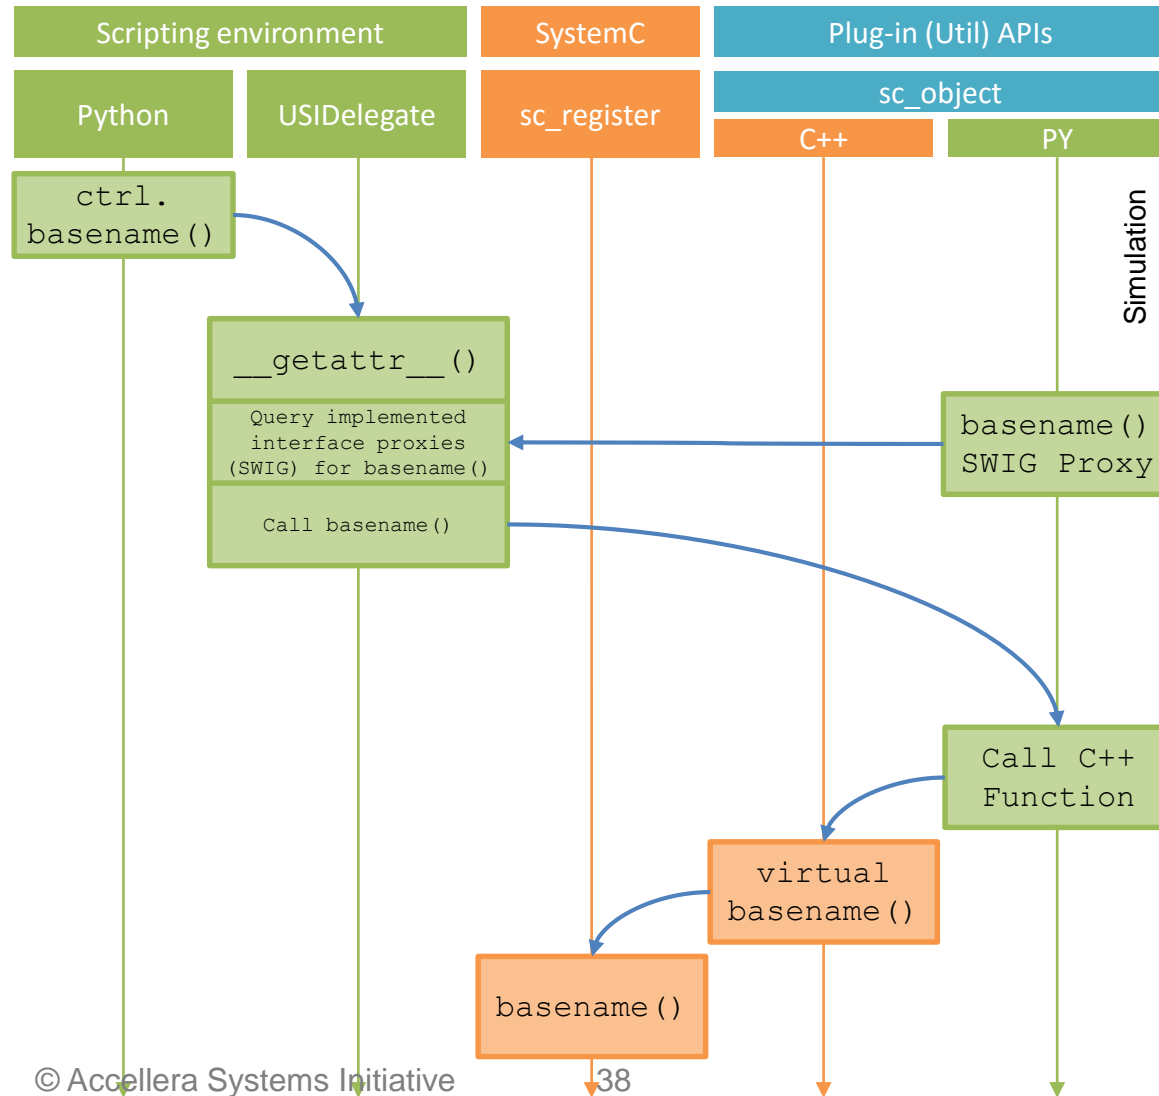 Scripting environment
SystemC
Plug-in (Util) APIs
Python
USIDelegate
sc_register
sc_object
C++
PY
ctrl.
basename()
Simulation
__getattr__()
Query implemented
interface proxies
(SWIG) for basename()
basename()
SWIG Proxy
Call basename()
Call C++
Function
virtual
basename()
basename()
© Accellera Systems Initiative
38